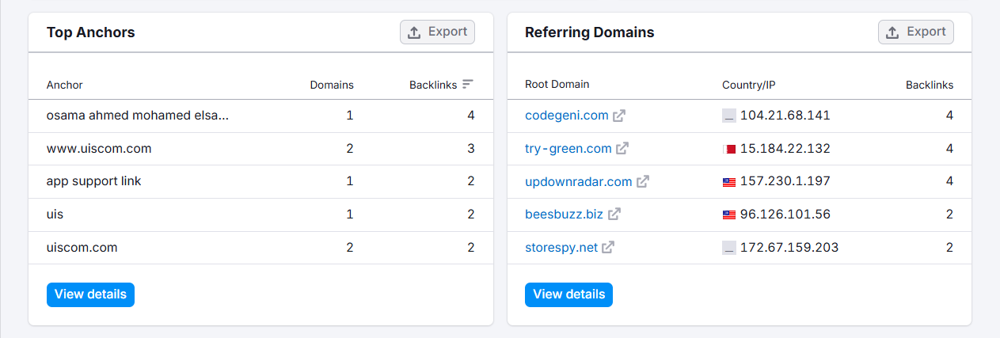 Top Anchors
Export
Anchor Domains Backlinks
osama ahmed mohamed elsa... 1 4
www.uiscom.com 2 3
app support link 1 2
uis 1 2
uiscom.com 2 2
View details
Referring Domains
Export
Root Domain Country/IP Backlinks
codegeni.com 104.21.68.141 4
try-green.com 15.184.22.132 4
updownradar.com 157.230.1.197 4
beesbuzz.biz 96.126.101.56 2
storespy.net 172.67.159.203 2
View details